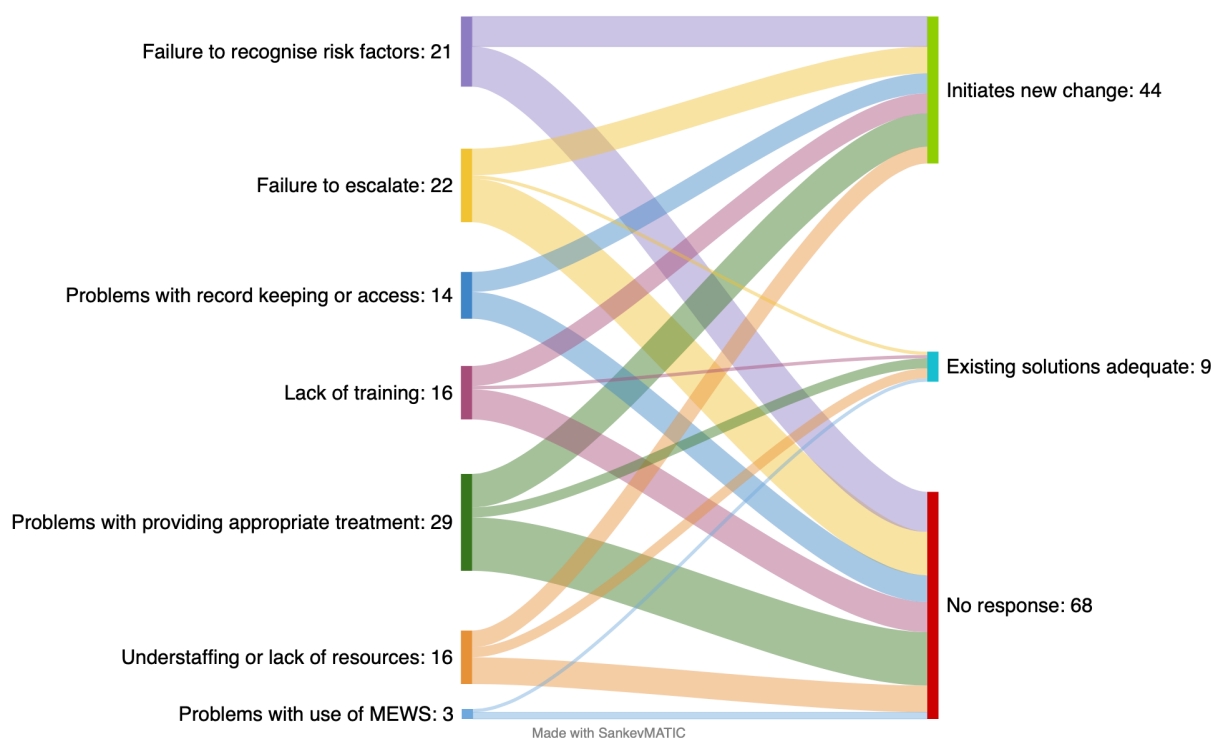 Failure to recognise risk factors: 21
Initiates new change: 44
Failure to escalate: 22
Problems with record keeping or access: 14
Existing solutions adequate: 9
Lack of training: 16
Problems with providing appropriate treatment: 29
No response: 68
Understaffing or lack of resources: 16
Problems with use of MEWS: 3
Made with SankeyMATIC